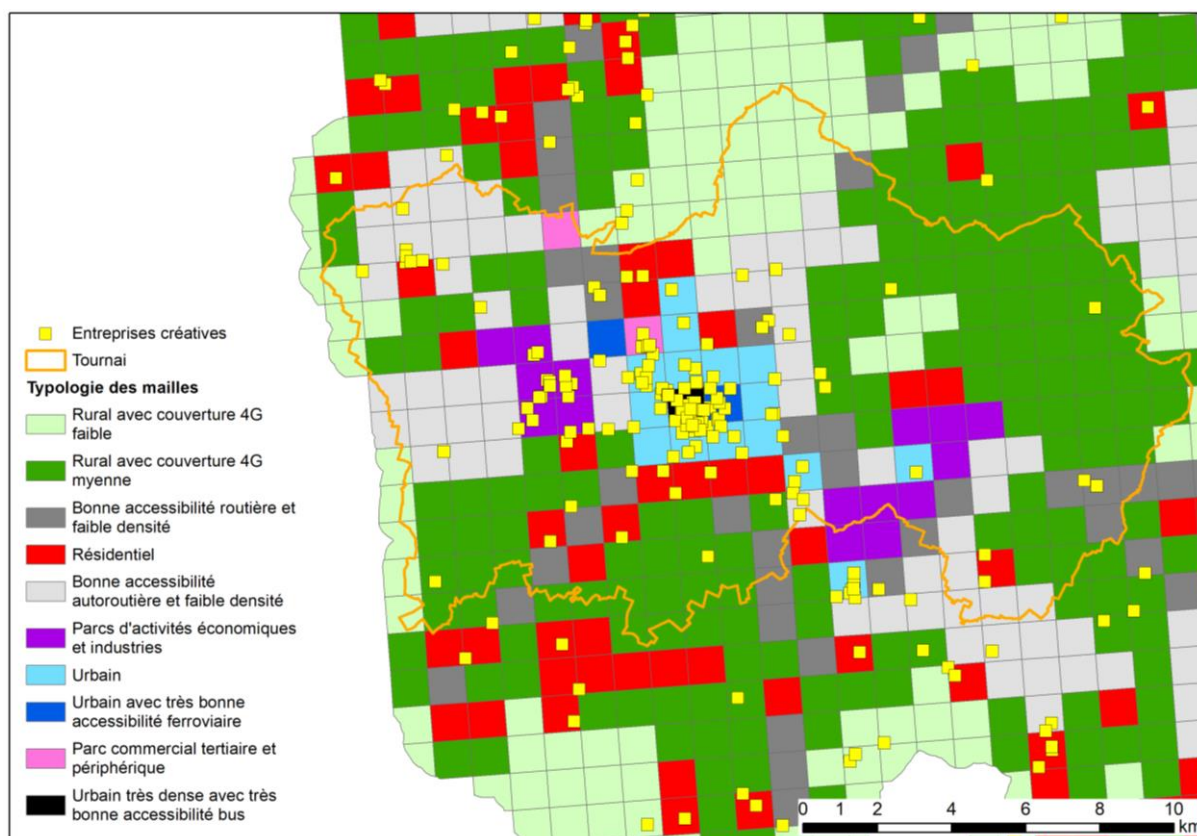 Entreprises créatives
Tournai
Typologie des mailles
Rural avec couverture 4G
faible
Rural avec couverture 4G
myenne
Bonne accessibilité routière et
faible densité
Résidentiel
Bonne accessibilité
autoroutière et faible densité
Parcs d'activités économiques
et industries
Urbain
Urbain avec très bonne
accessibilité ferroviaire
Parc commercial tertiaire et
périphérique
Urbain très dense avec très
bonne accessibilité bus
0 1 2 4 6 8 10
km